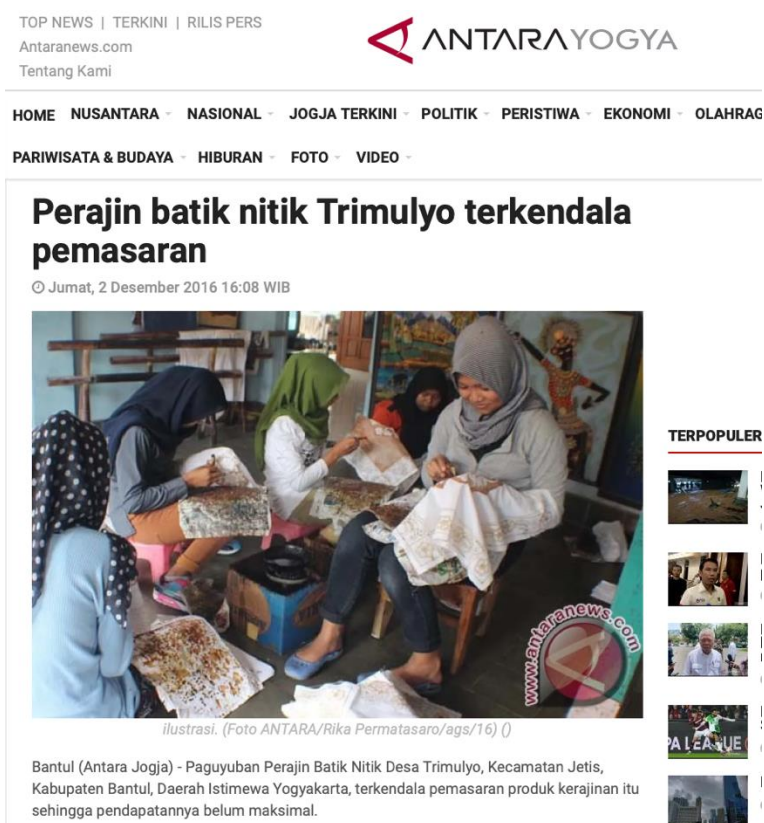 TOP NEWS | TERKINI | RILIS PERS
Antaranews.com
Tentang Kami
ANTARAYOGYA
HOME NUSANTARA NASIONAL JOGJA TERKINI POLITIK PERISTIWA EKONOMI OLAHRAG
PARIWISATA & BUDAYA HIBURAN FOTO VIDEO
Perajin batik nitik Trimulyo terkendala
pemasaran
Jumat, 2 Desember 2016 16:08 WIB
www.antaranews.com
ilustrasi. (Foto ANTARA/Rika Permatasaro/ags/16) ()
Bantul (Antara Jogja) - Paguyuban Perajin Batik Nitik Desa Trimulyo, Kecamatan Jetis,
Kabupaten Bantul, Daerah Istimewa Yogyakarta, terkendala pemasaran produk kerajinan itu
sehingga pendapatannya belum maksimal.
TERPOPULER